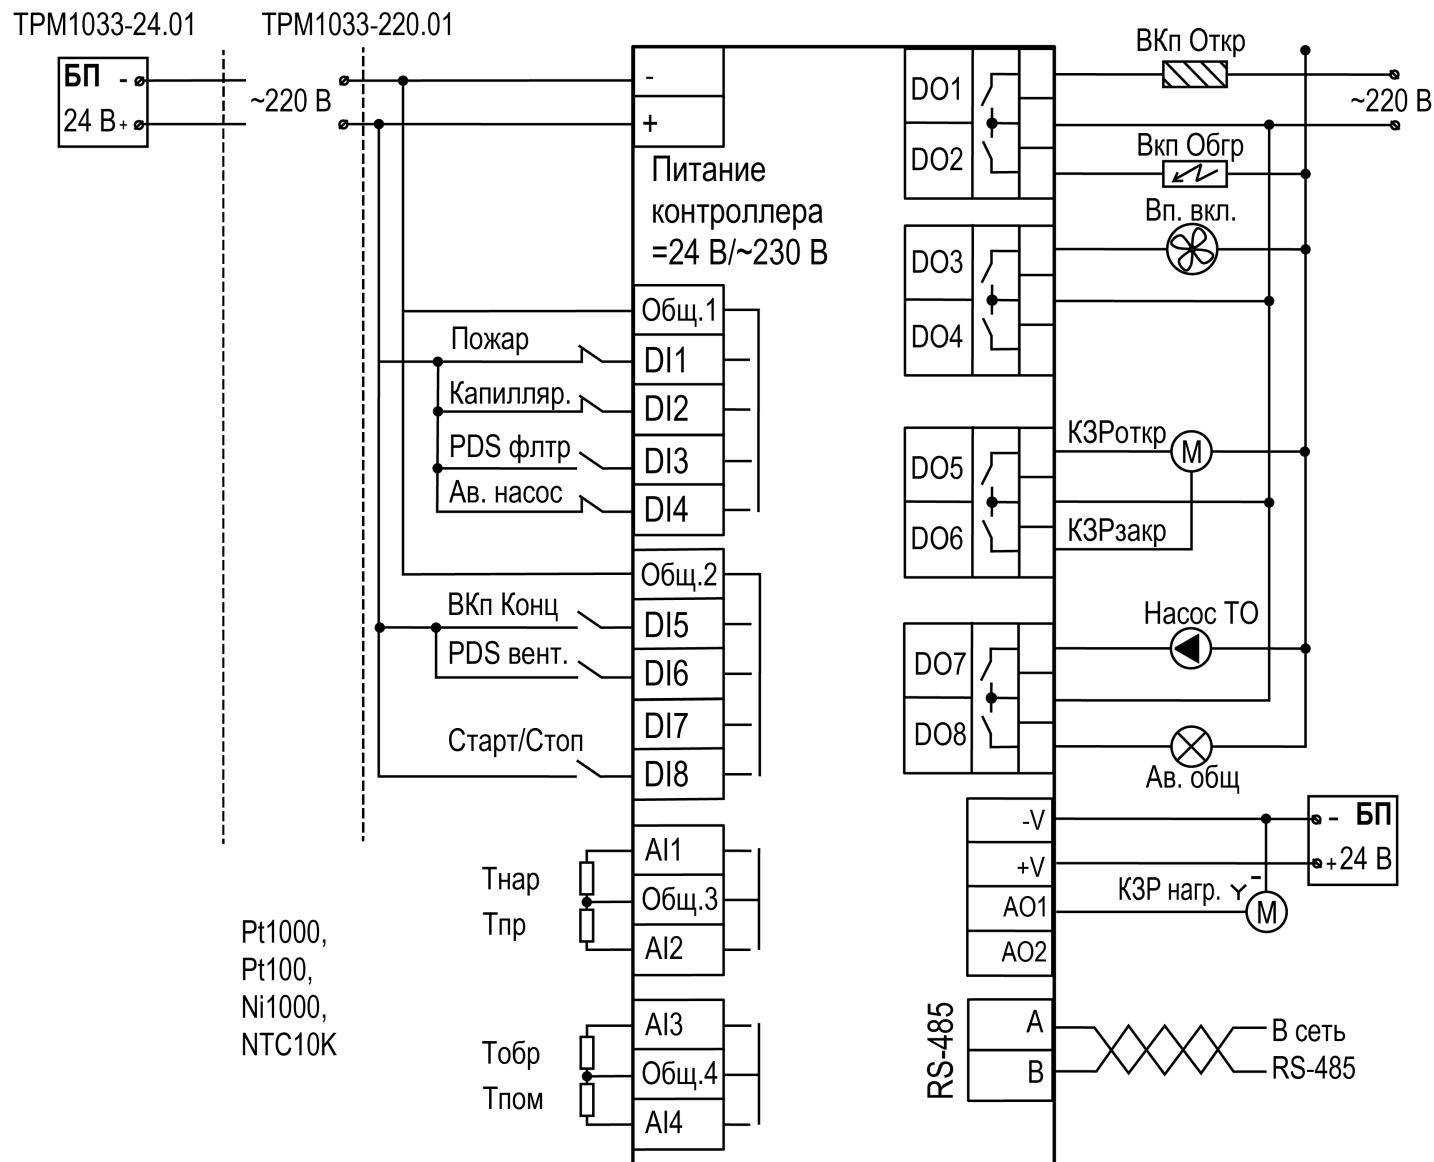 ТРМ1033-24.01
ТРМ1033-220.01
БП -
24 В +
~220 В
-
+
Питание
контроллера
=24 В/~230 В
Общ.1
Пожар
DI1
Капилляр.
DI2
PDS флтр
DI3
Ав. насос
DI4
Общ.2
ВКп Конц
DI5
PDS вент.
DI6
DI7
Старт/Стоп
DI8
Тнар
Тпр
AI1
Общ.3
AI2
Pt1000,
Pt100,
Ni1000,
NTC10K
Тобр
Тпом
AI3
Общ.4
AI4
DO1
DO2
ВКп Откр
~220 В
Вкп Обгр
Вп. вкл.
DO3
DO4
DO5
DO6
КЗРоткр
M
КЗРзакр
DO7
DO8
Насос ТО
Ав. общ
-V
+V
AO1
AO2
- БП
+ 24 В
КЗР нагр. Y -
M
RS-485
A
B
В сеть
RS-485